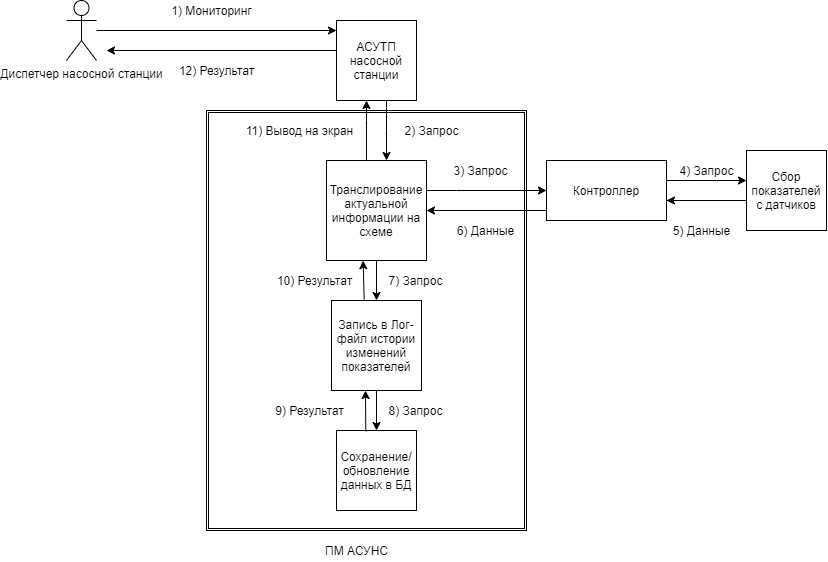 1) Мониторинг
АСУТП
насосной
станции
Диспетчер насосной станции
12) Результат
11) Вывод на экран
2) Запрос
Транслирование
актуальной
информации на
схеме
3) Запрос
6) Данные
Контроллер
4) Запрос
5) Данные
Сбор
показателей
с датчиков
10) Результат
7) Запрос
Запись в Лог-
файл истории
изменений
показателей
9) Результат
8) Запрос
Сохранение/
обновление
данных в БД
ПМ АСУНС